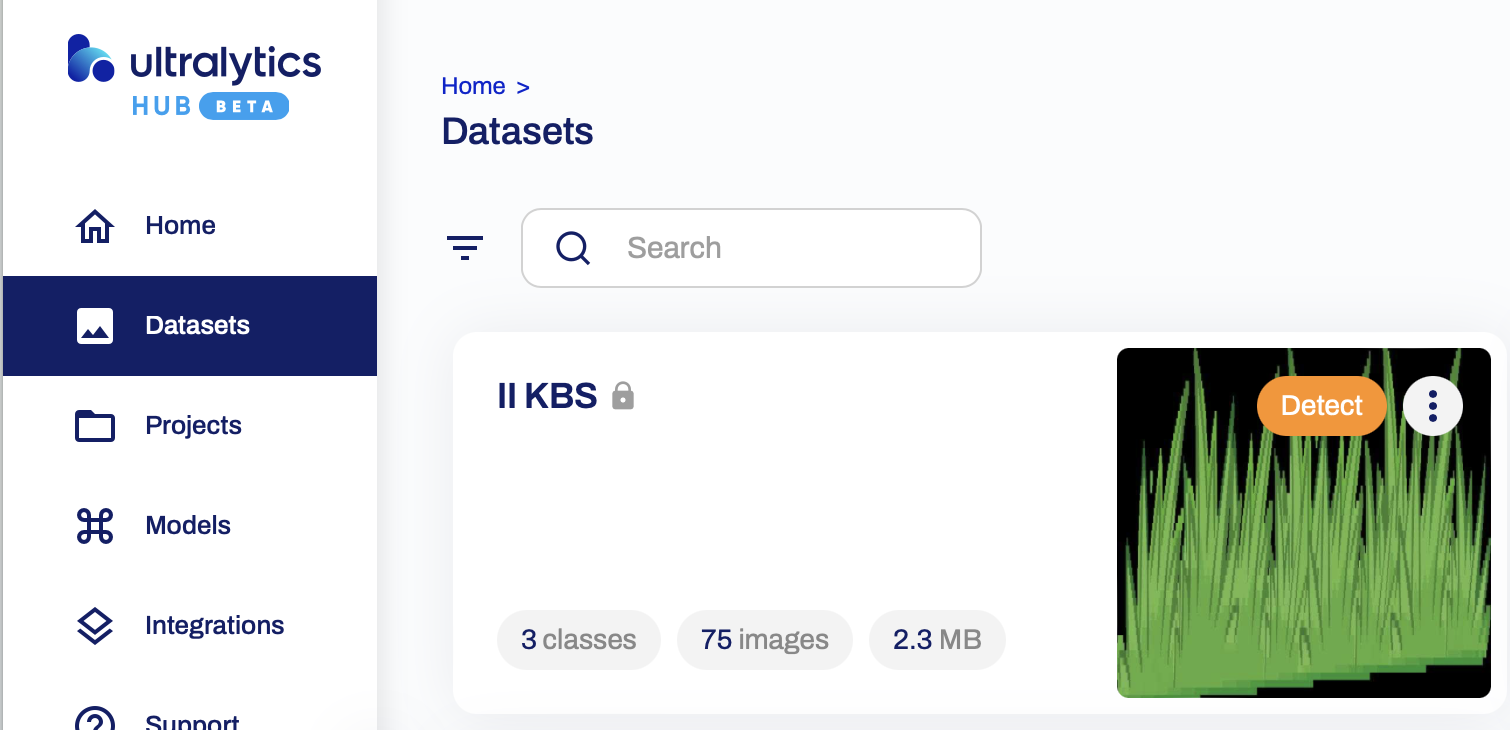 ultralytics
HUB BETA
Home
Datasets
Projects
Models
Integrations
Support
Home >
Datasets
Search
II KBS
Detect
3 classes
75 images
2.3 MB